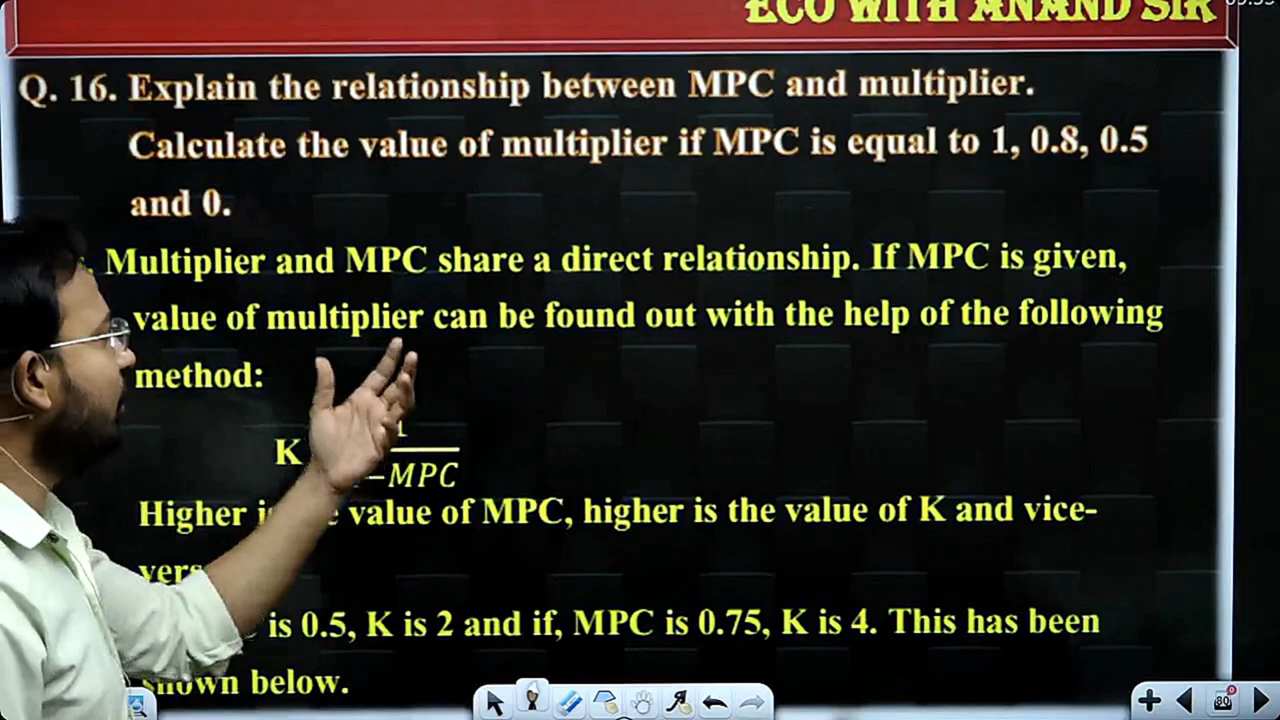 ECO WITH ANAND SIR
Q. 16. Explain the relationship between MPC and multiplier.
Calculate the value of multiplier if MPC is equal to 1, 0.8, 0.5
and 0.
Multiplier and MPC share a direct relationship. If MPC is given,
value of multiplier can be found out with the help of the following
method:
K 1
−MPC
Higher value of MPC, higher is the value of K and vice-
is 0.5, K is 2 and if, MPC is 0.75, K is 4. This has been
shown below.
80